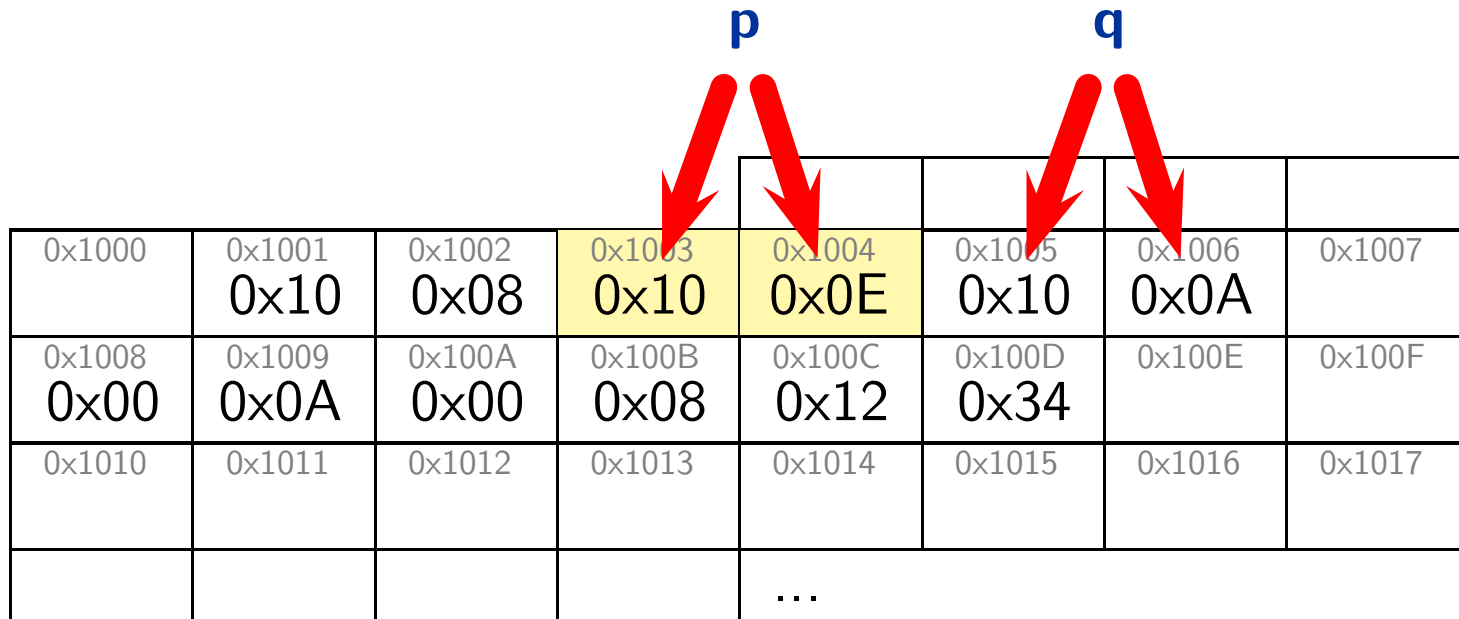 p q
0x1000 0x1001 0x1002 0x1003 0x1004 0x1005 0x1006 0x1007
0x10 0x08 0x10 0x0E 0x10 0x0A
0x1008 0x1009 0x100A 0x100B 0x100C 0x100D 0x100E 0x100F
0x00 0x0A 0x00 0x08 0x12 0x34
0x1010 0x1011 0x1012 0x1013 0x1014 0x1015 0x1016 0x1017
...